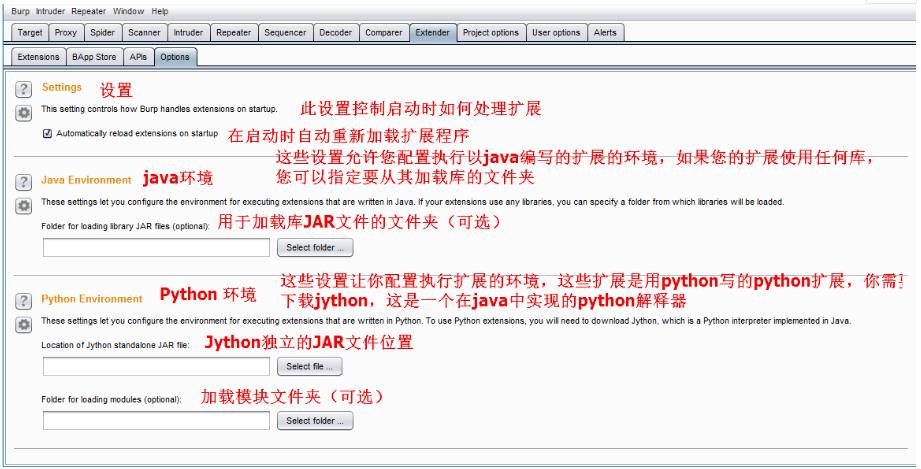 Burp Intruder Repeater Window Help
Target Proxy Spider Scanner Intruder Repeater Sequencer Decoder Comparer Extender Project options User options Alerts
Extensions BApp Store APIs Options
? Settings 设置
This setting controls how Burp handles extensions on startup. 此设置控制启动时如何处理扩展
Automatically reload extensions on startup 在启动时自动重新加载扩展程序
这些设置允许您配置执行以java编写的扩展的环境，如果您的扩展使用任何库，
您可以指定要从其加载库的文件夹
? Java Environment java环境
These settings let you configure the environment for executing extensions that are written in Java. If your extensions use any libraries, you can specify a folder from which libraries will be loaded.
Folder for loading library JAR files (optional): 用于加载库JAR文件的文件夹（可选）
Select folder ...
这些设置让你配置执行扩展的环境，这些扩展是用python写的python扩展，你需
下载jython，这是一个在java中实现的python解释器
? Python Environment Python 环境
These settings let you configure the environment for executing extensions that are written in Python. To use Python extensions, you will need to download Jython, which is a Python interpreter implemented in Java.
Location of Jython standalone JAR file: Jython独立的JAR文件位置
Select file ...
Folder for loading modules (optional): 加载模块文件夹（可选）
Select folder ...